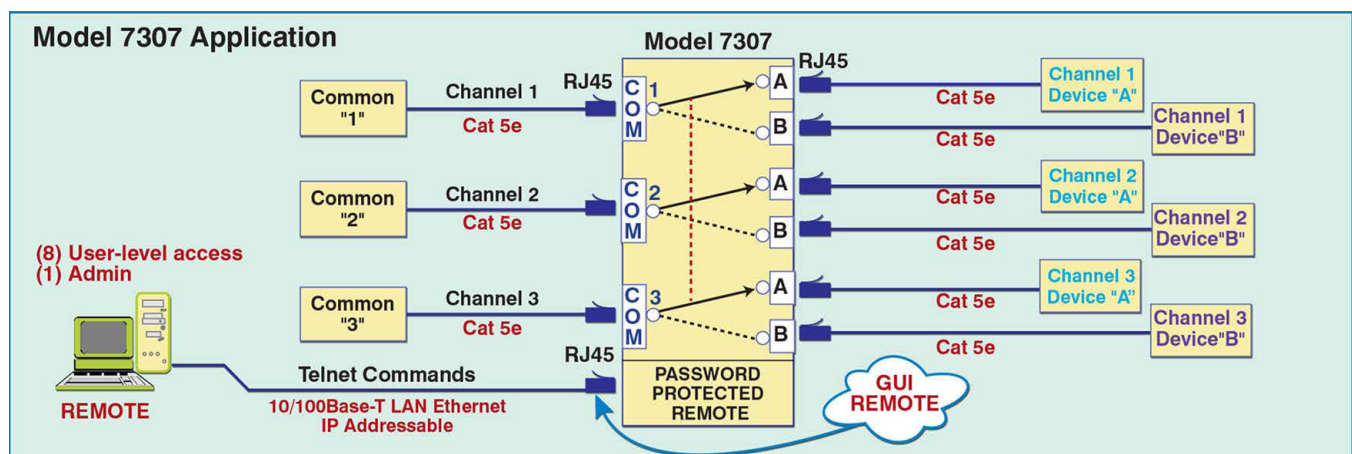 Model 7307 Application
Model 7307
Common
"1"
Channel 1
Cat 5e
RJ45
COM
1
A
B
RJ45
Cat 5e
Channel 1
Device "A"
Cat 5e
Channel 1
Device"B"
Common
"2"
Channel 2
Cat 5e
COM
2
A
B
Cat 5e
Channel 2
Device "A"
Cat 5e
Channel 2
Device"B"
(8) User-level access
(1) Admin
Common
"3"
Channel 3
Cat 5e
COM
3
A
B
Cat 5e
Channel 3
Device "A”
Cat 5e
Channel 3
Device"B"
REMOTE
Telnet Commands
10/100Base-T LAN Ethernet
IP Addressable
RJ45
PASSWORD
PROTECTED
REMOTE
GUI
REMOTE